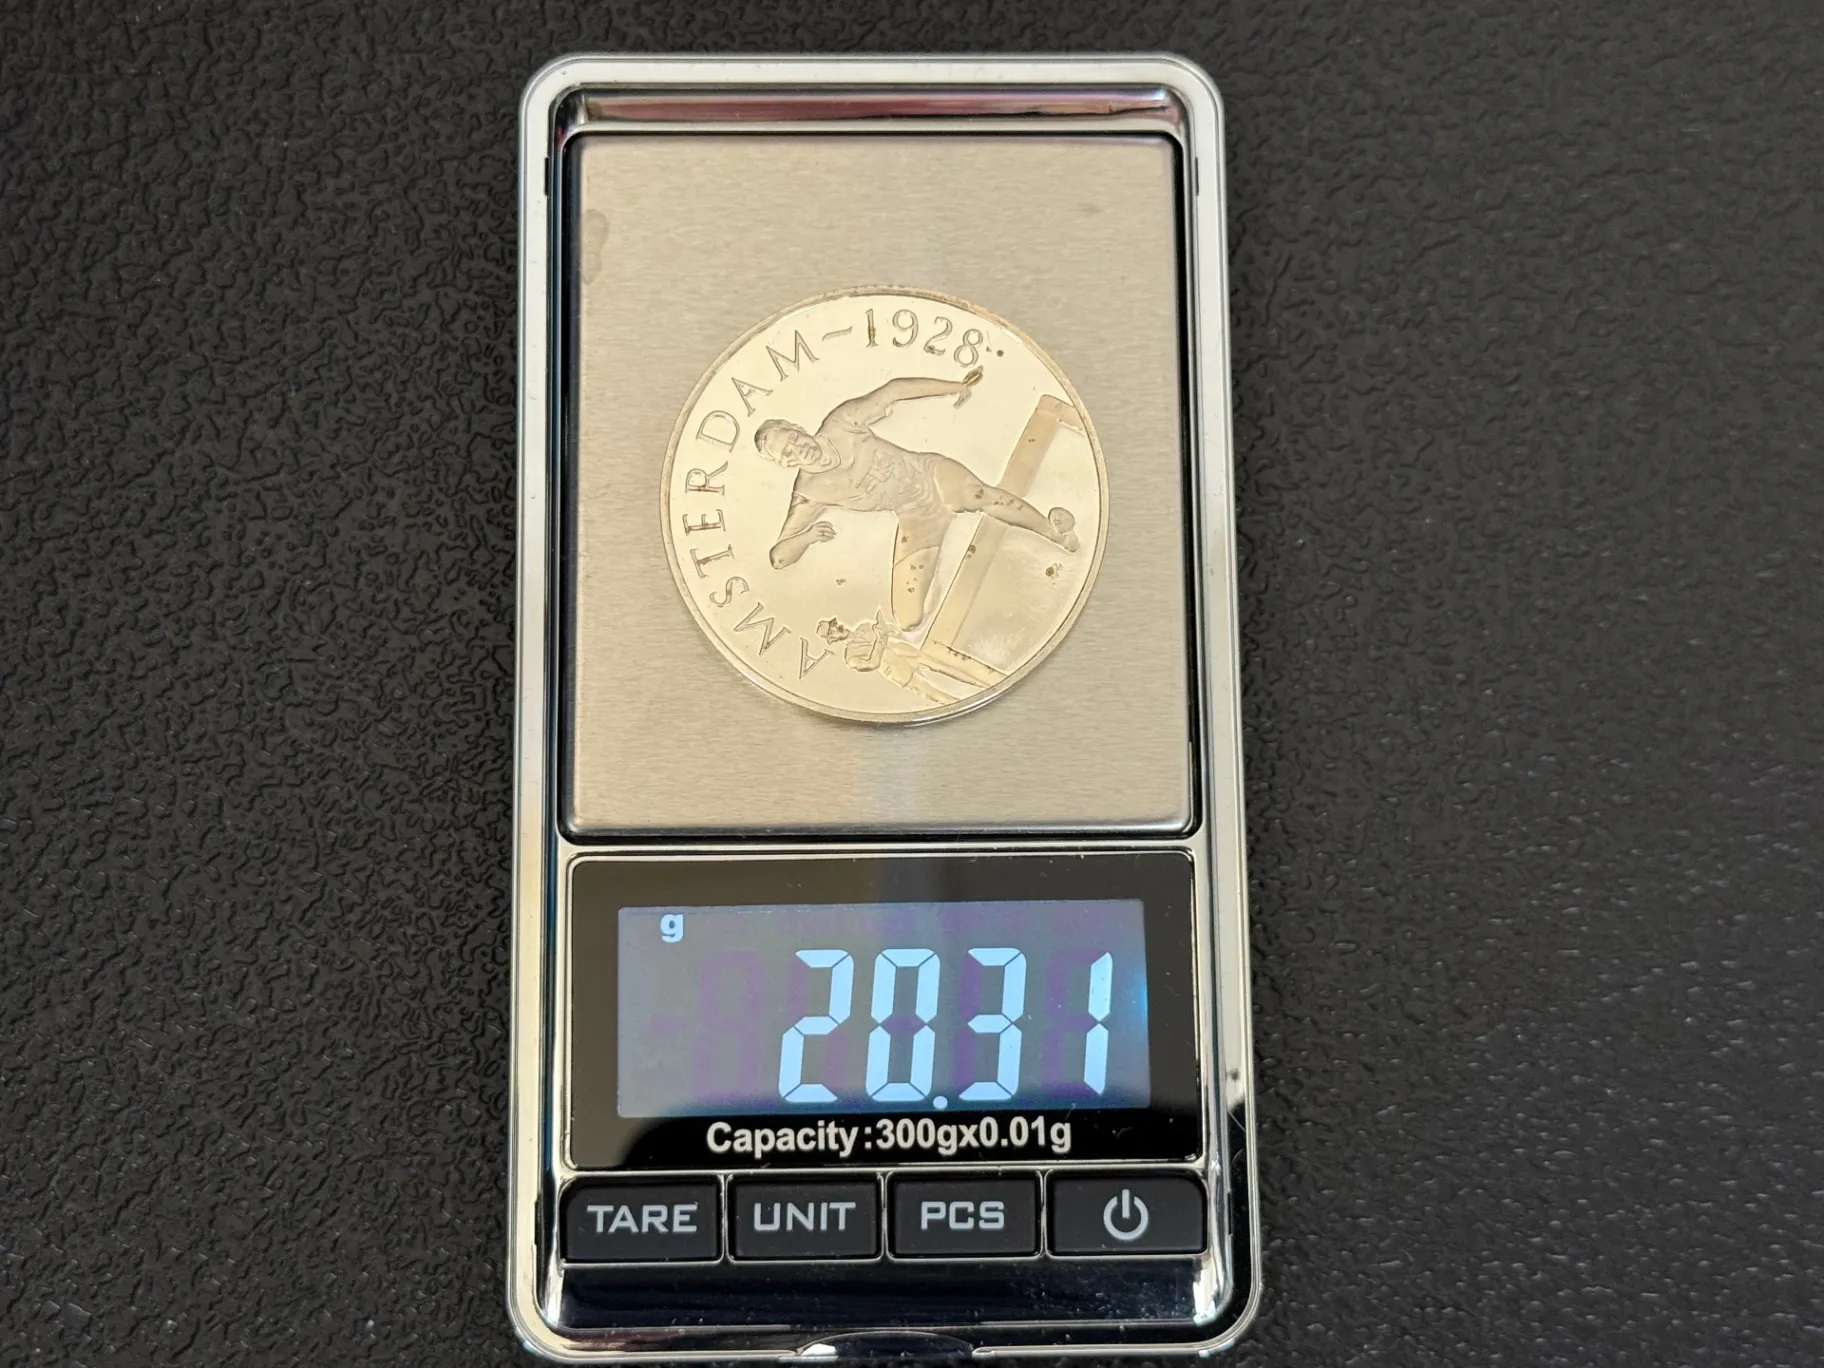 AMSTERDAM-1928
g
20.31
Capacity:300gx0.01g
TARE UNIT PCS